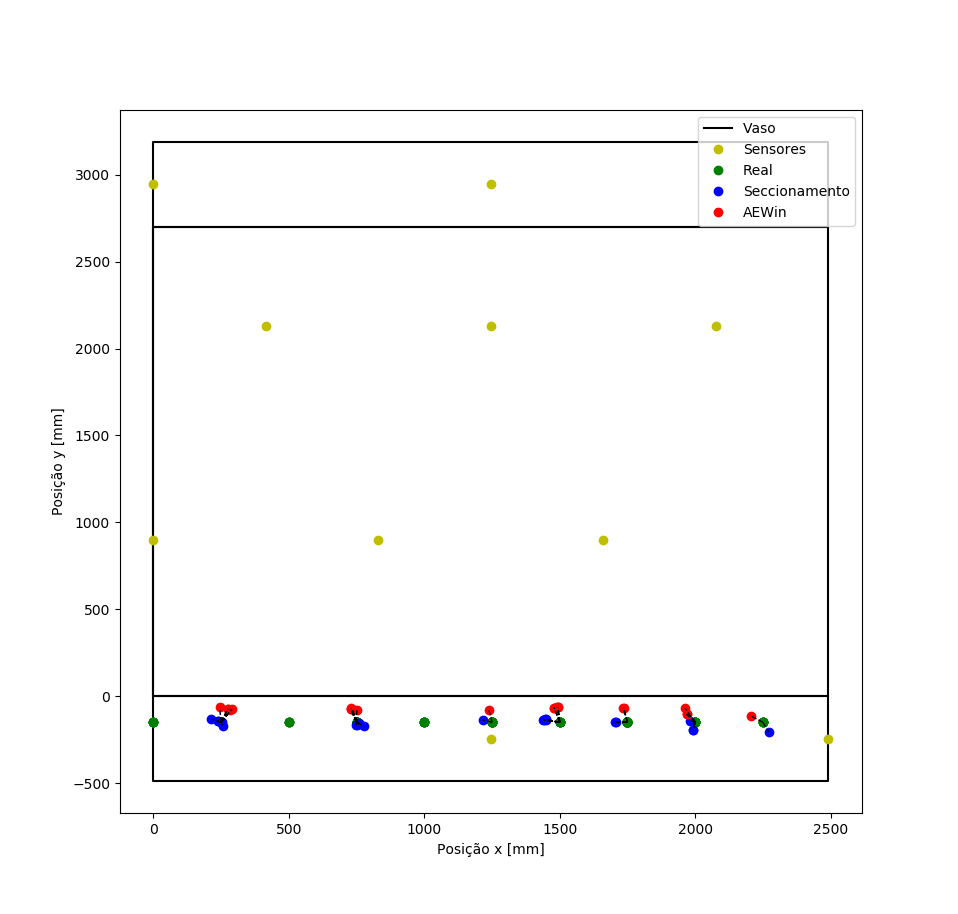 Vaso
Sensores
Real
Seccionamento
AEWin
3000
2500
2000
1500
1000
500
0
−500
Posição y [mm]
0 500 1000 1500 2000 2500
Posição x [mm]